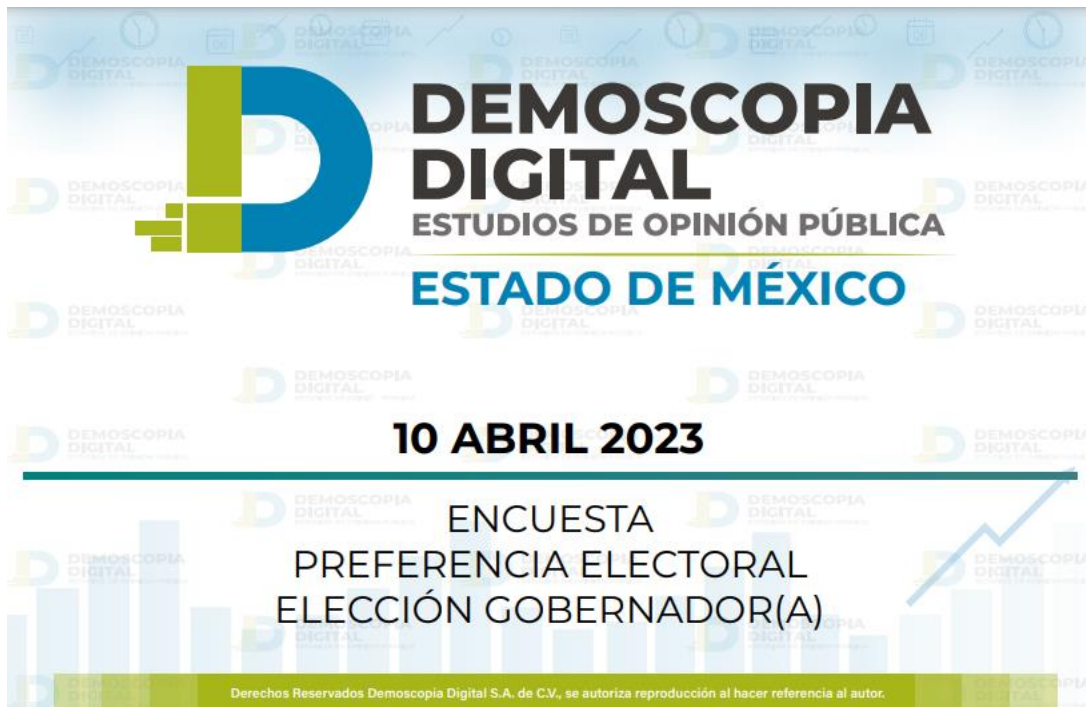 DEMOSCOPIA
DIGITAL
ESTUDIOS DE OPINIÓN PÚBLICA
ESTADO DE MÉXICO
10 ABRIL 2023
ENCUESTA
PREFERENCIA ELECTORAL
ELECCIÓN GOBERNADOR(A)
Derechos Reservados Demoscopia Digital S.A. de C.V., se autoriza reproducción al hacer referencia al autor.